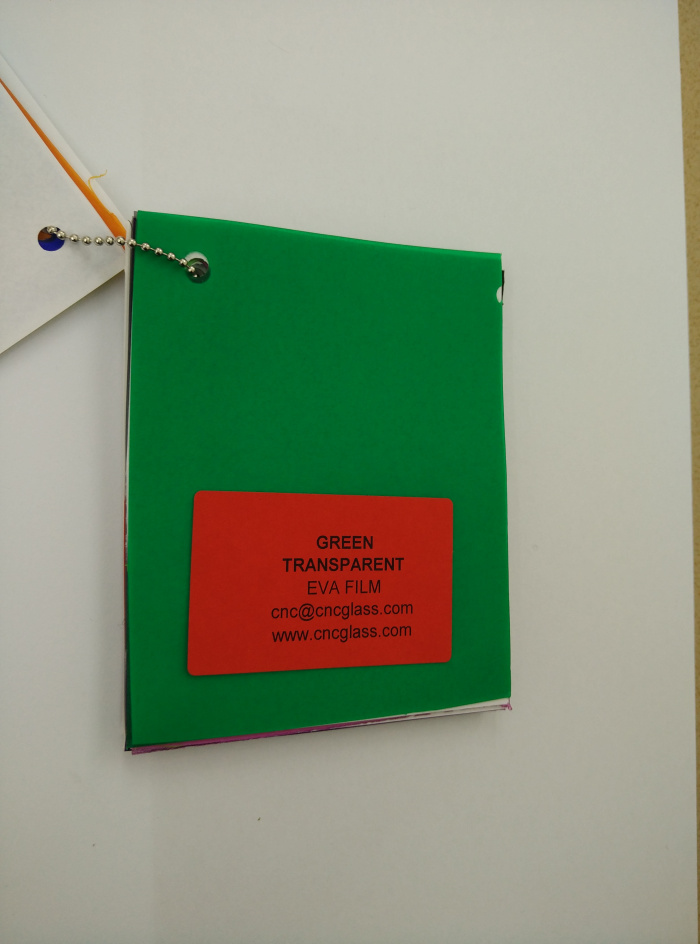 GREEN
TRANSPARENT
EVA FILM
cnc@cncglass.com
www.cncglass.com